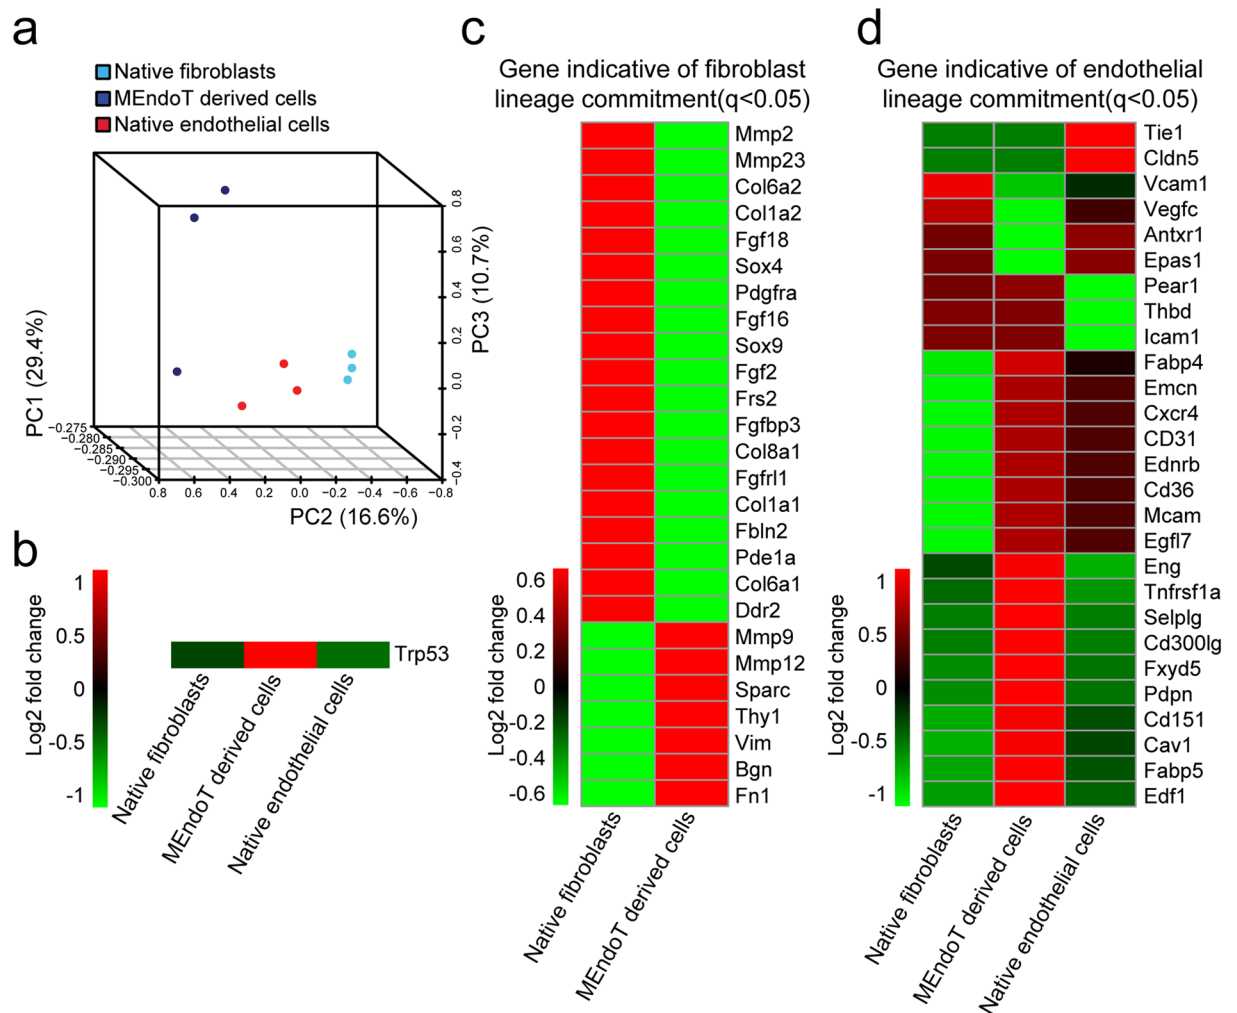 a
Native fibroblasts
MEndoT derived cells
Native endothelial cells
PC1 (29.4%)
−0.275
−0.280
−0.285
−0.290
−0.295
−0.300
0.8 0.6 0.4 0.2 0.0 −0.2 −0.4 −0.6 −0.8
PC2 (16.6%)
0.8
0.6
0.4
0.2
0.0
−0.2
−0.4
PC3 (10.7%)
b
Log2 fold change
1
0.5
0
-0.5
-1
Trp53
Native fibroblasts
MEndoT derived cells
Native endothelial cells
c
Gene indicative of fibroblast
lineage commitment(q<0.05)
Mmp2
Mmp23
Col6a2
Col1a2
Fgf18
Sox4
Pdgfra
Fgf16
Sox9
Fgf2
Frs2
Fgfbp3
Col8a1
Fgfrl1
Col1a1
Fbln2
Pde1a
Col6a1
Ddr2
Mmp9
Mmp12
Sparc
Thy1
Vim
Bgn
Fn1
Log2 fold change
0.6
0.4
0.2
0
-0.2
-0.4
-0.6
Native fibroblasts
MEndoT derived cells
d
Gene indicative of endothelial
lineage commitment(q<0.05)
Tie1
Cldn5
Vcam1
Vegfc
Antxr1
Epas1
Pear1
Thbd
Icam1
Fabp4
Emcn
Cxcr4
CD31
Ednrb
Cd36
Mcam
Egfl7
Eng
Tnfrsf1a
Selplg
Cd300lg
Fxyd5
Pdpn
Cd151
Cav1
Fabp5
Edf1
Log2 fold change
1
0.5
0
-0.5
-1
Native fibroblasts
MEndoT derived cells
Native endothelial cells